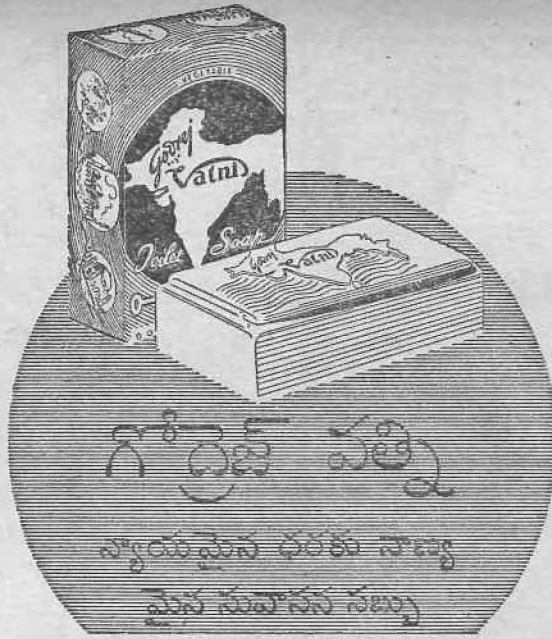 VEGETABLE
Godrej
Vatni
Toilet Soap
Godrej
Vatni
గోద్రెజ్ వత్ని
న్యాయమైన ధరకు నాణ్య
మైన సువాసన సబ్బు